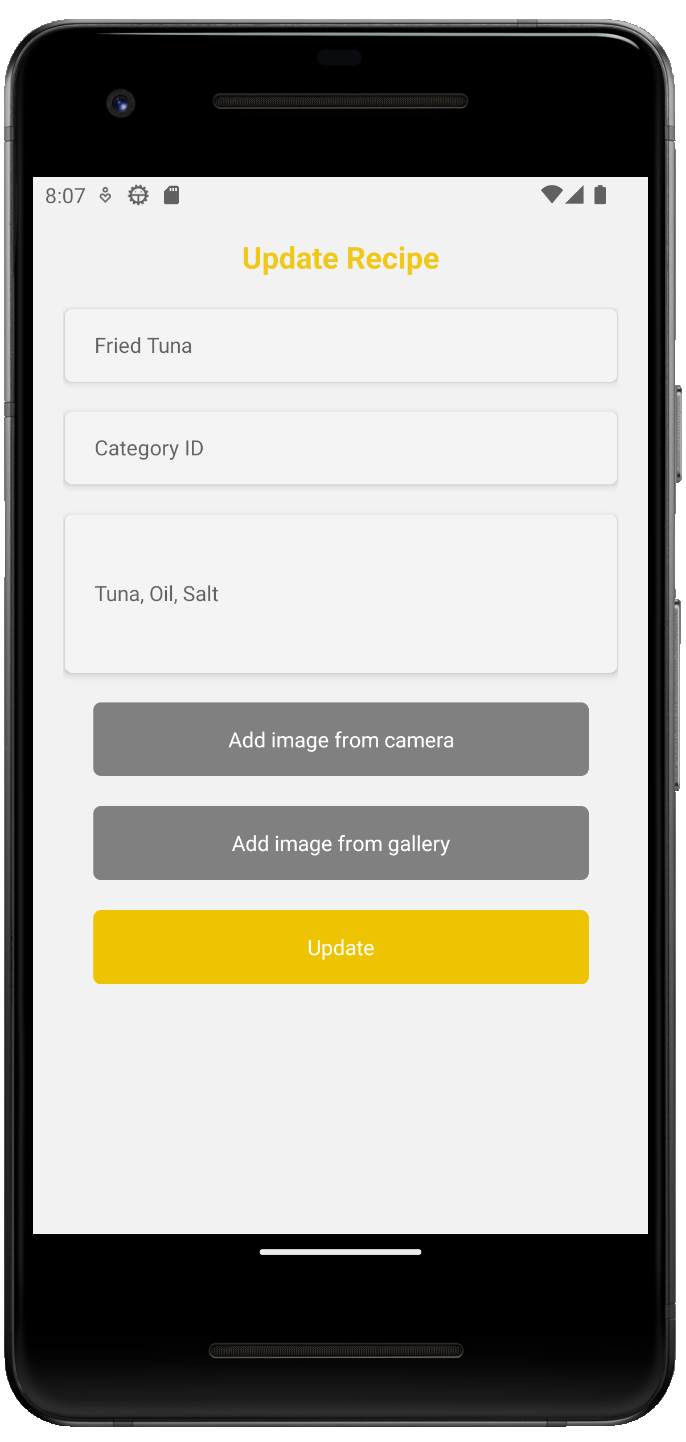 8:07
Update Recipe
Fried Tuna
Category ID
Tuna, Oil, Salt
Add image from camera
Add image from gallery
Update